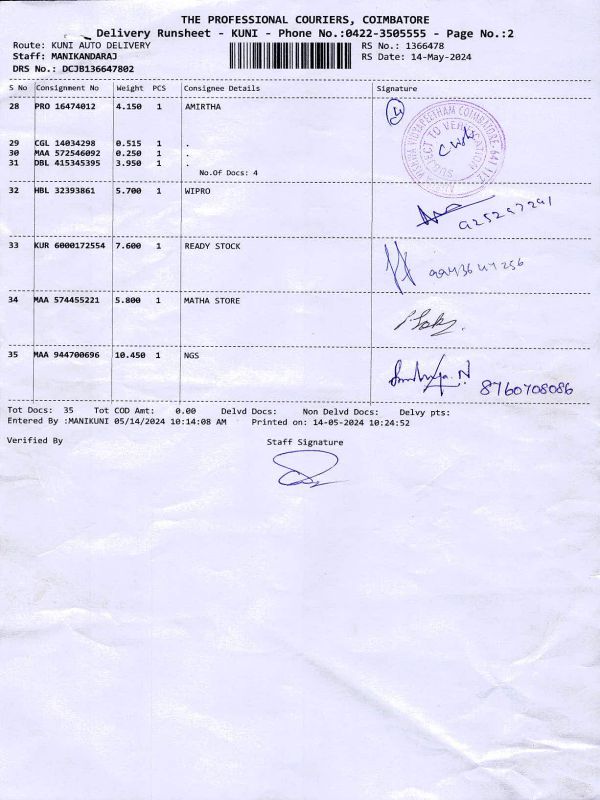 THE PROFESSIONAL COURIERS, COIMBATORE
Delivery Runsheet - KUNI - Phone No.:0422-3505555 - Page No.:2
Route: KUNI AUTO DELIVERY RS No.: 1366478
Staff: MANIKANDARAJ RS Date: 14-May-2024
DRS No.: DCJB136647802
S No Consignment No Weight PCS Consignee Details Signature
28 PRO 16474012 4.150 1 AMIRTHA
COIMBATORE - 641 112
SUBJECT TO VERIFICATION
29 CGL 14034298 0.515 1 .
30 MAA 572546092 0.250 1 .
31 DBL 415345395 3.950 1 .
No.Of Docs: 4
32 HBL 32393861 5.700 1 WIPRO
925257291
33 KUR 6000172554 7.600 1 READY STOCK
34 MAA 574455221 5.800 1 MATHA STORE
35 MAA 944700696 10.450 1 NGS
8760708086
Tot Docs: 35 Tot COD Amt: 0.00 Delvd Docs: Non Delvd Docs: Delvy pts:
Entered By :MANIKUNI 05/14/2024 10:14:08 AM Printed on: 14-05-2024 10:24:52
Verified By Staff Signature